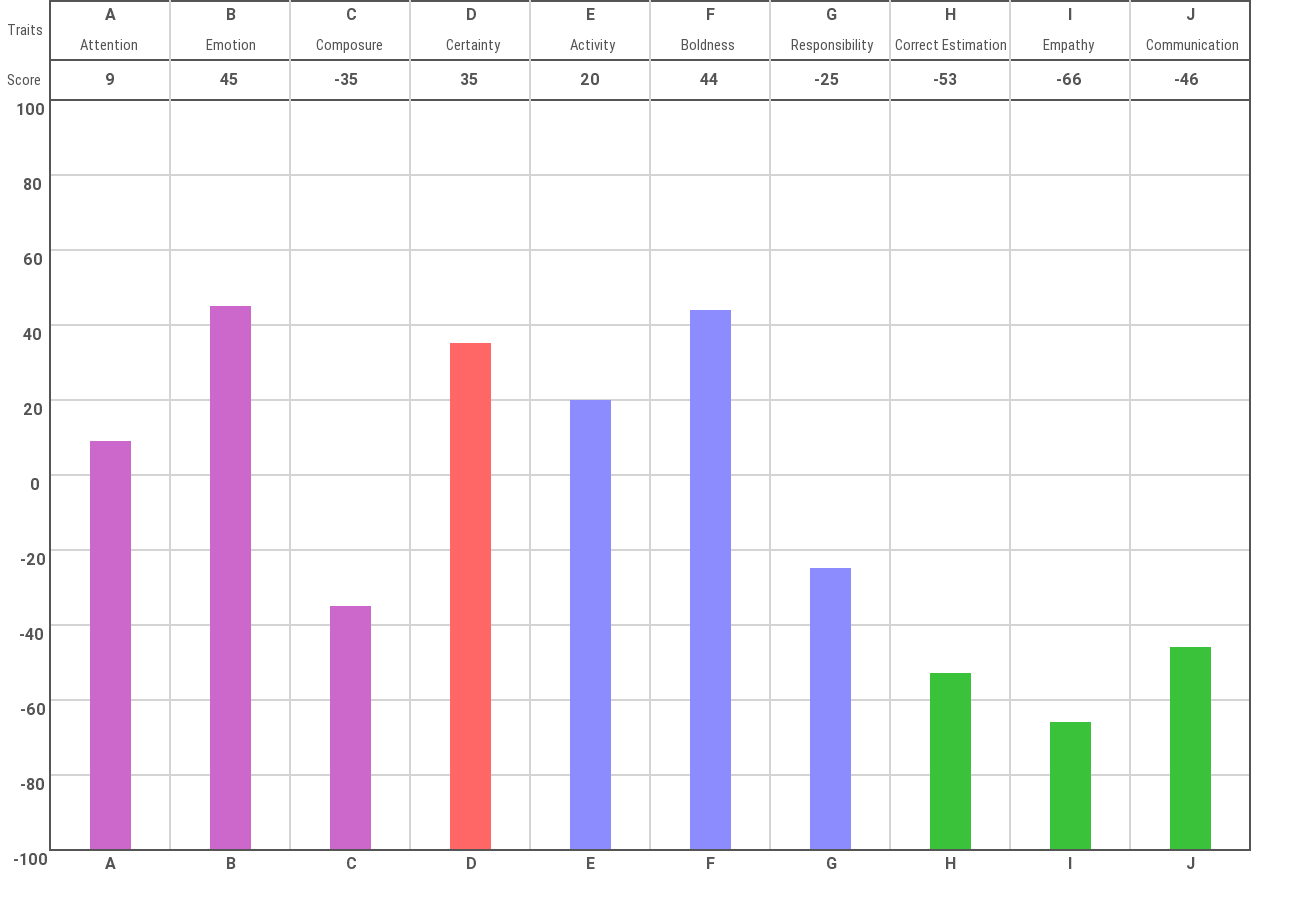 A B C D E F G H I J
Traits
Attention Emotion Composure Certainty Activity Boldness Responsibility Correct Estimation Empathy Communication
Score 9 45 -35 35 20 44 -25 -53 -66 -46
100
80
60
40
20
0
-20
-40
-60
-80
-100
A B C D E F G H I J